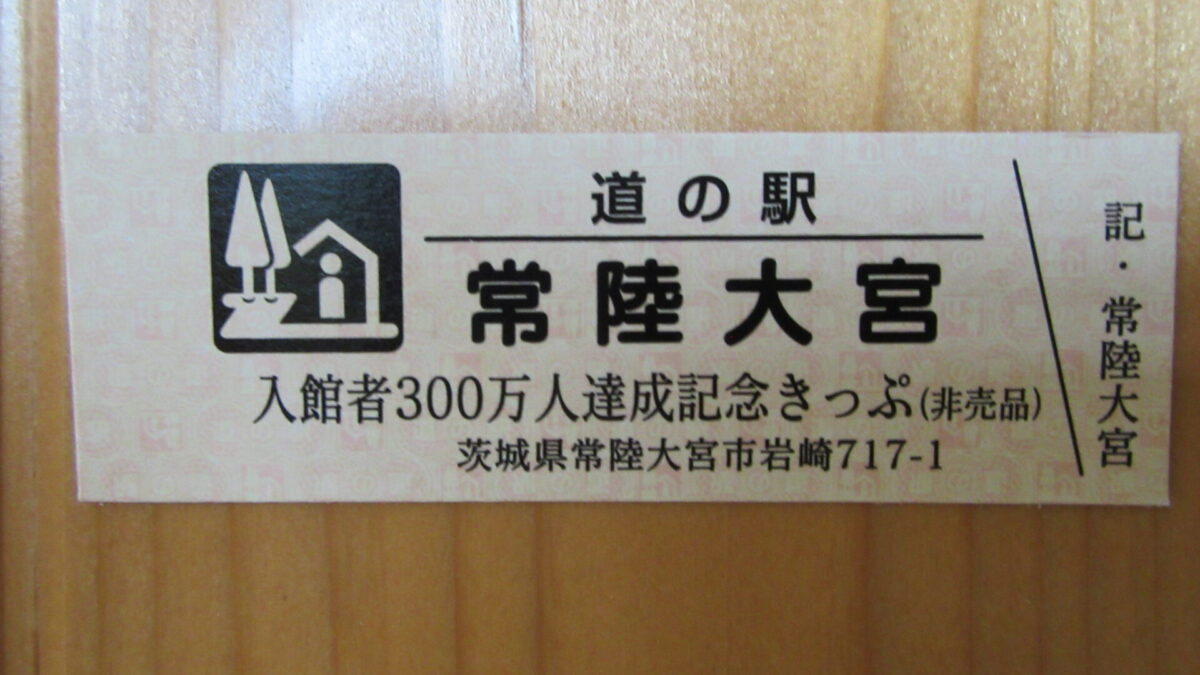 道の駅
常陸大宮
入館者300万人達成記念きっぷ(非売品)
茨城県常陸大宮市岩崎717-1
記・常陸大宮